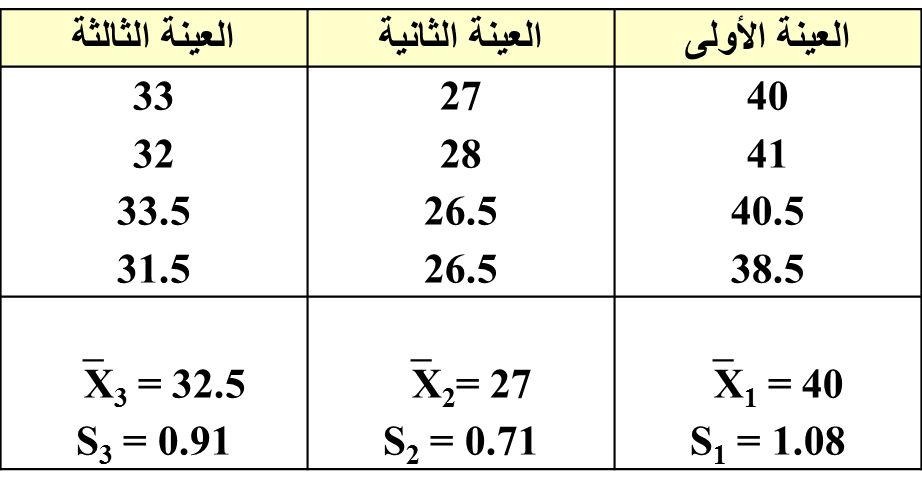 العينة الأولى العينة الثانية العينة الثالثة
40 27 33
41 28 32
40.5 26.5 33.5
38.5 26.5 31.5
X̅₁ = 40 X̅₂= 27 X̅₃ = 32.5
S₁ = 1.08 S₂ = 0.71 S₃ = 0.91